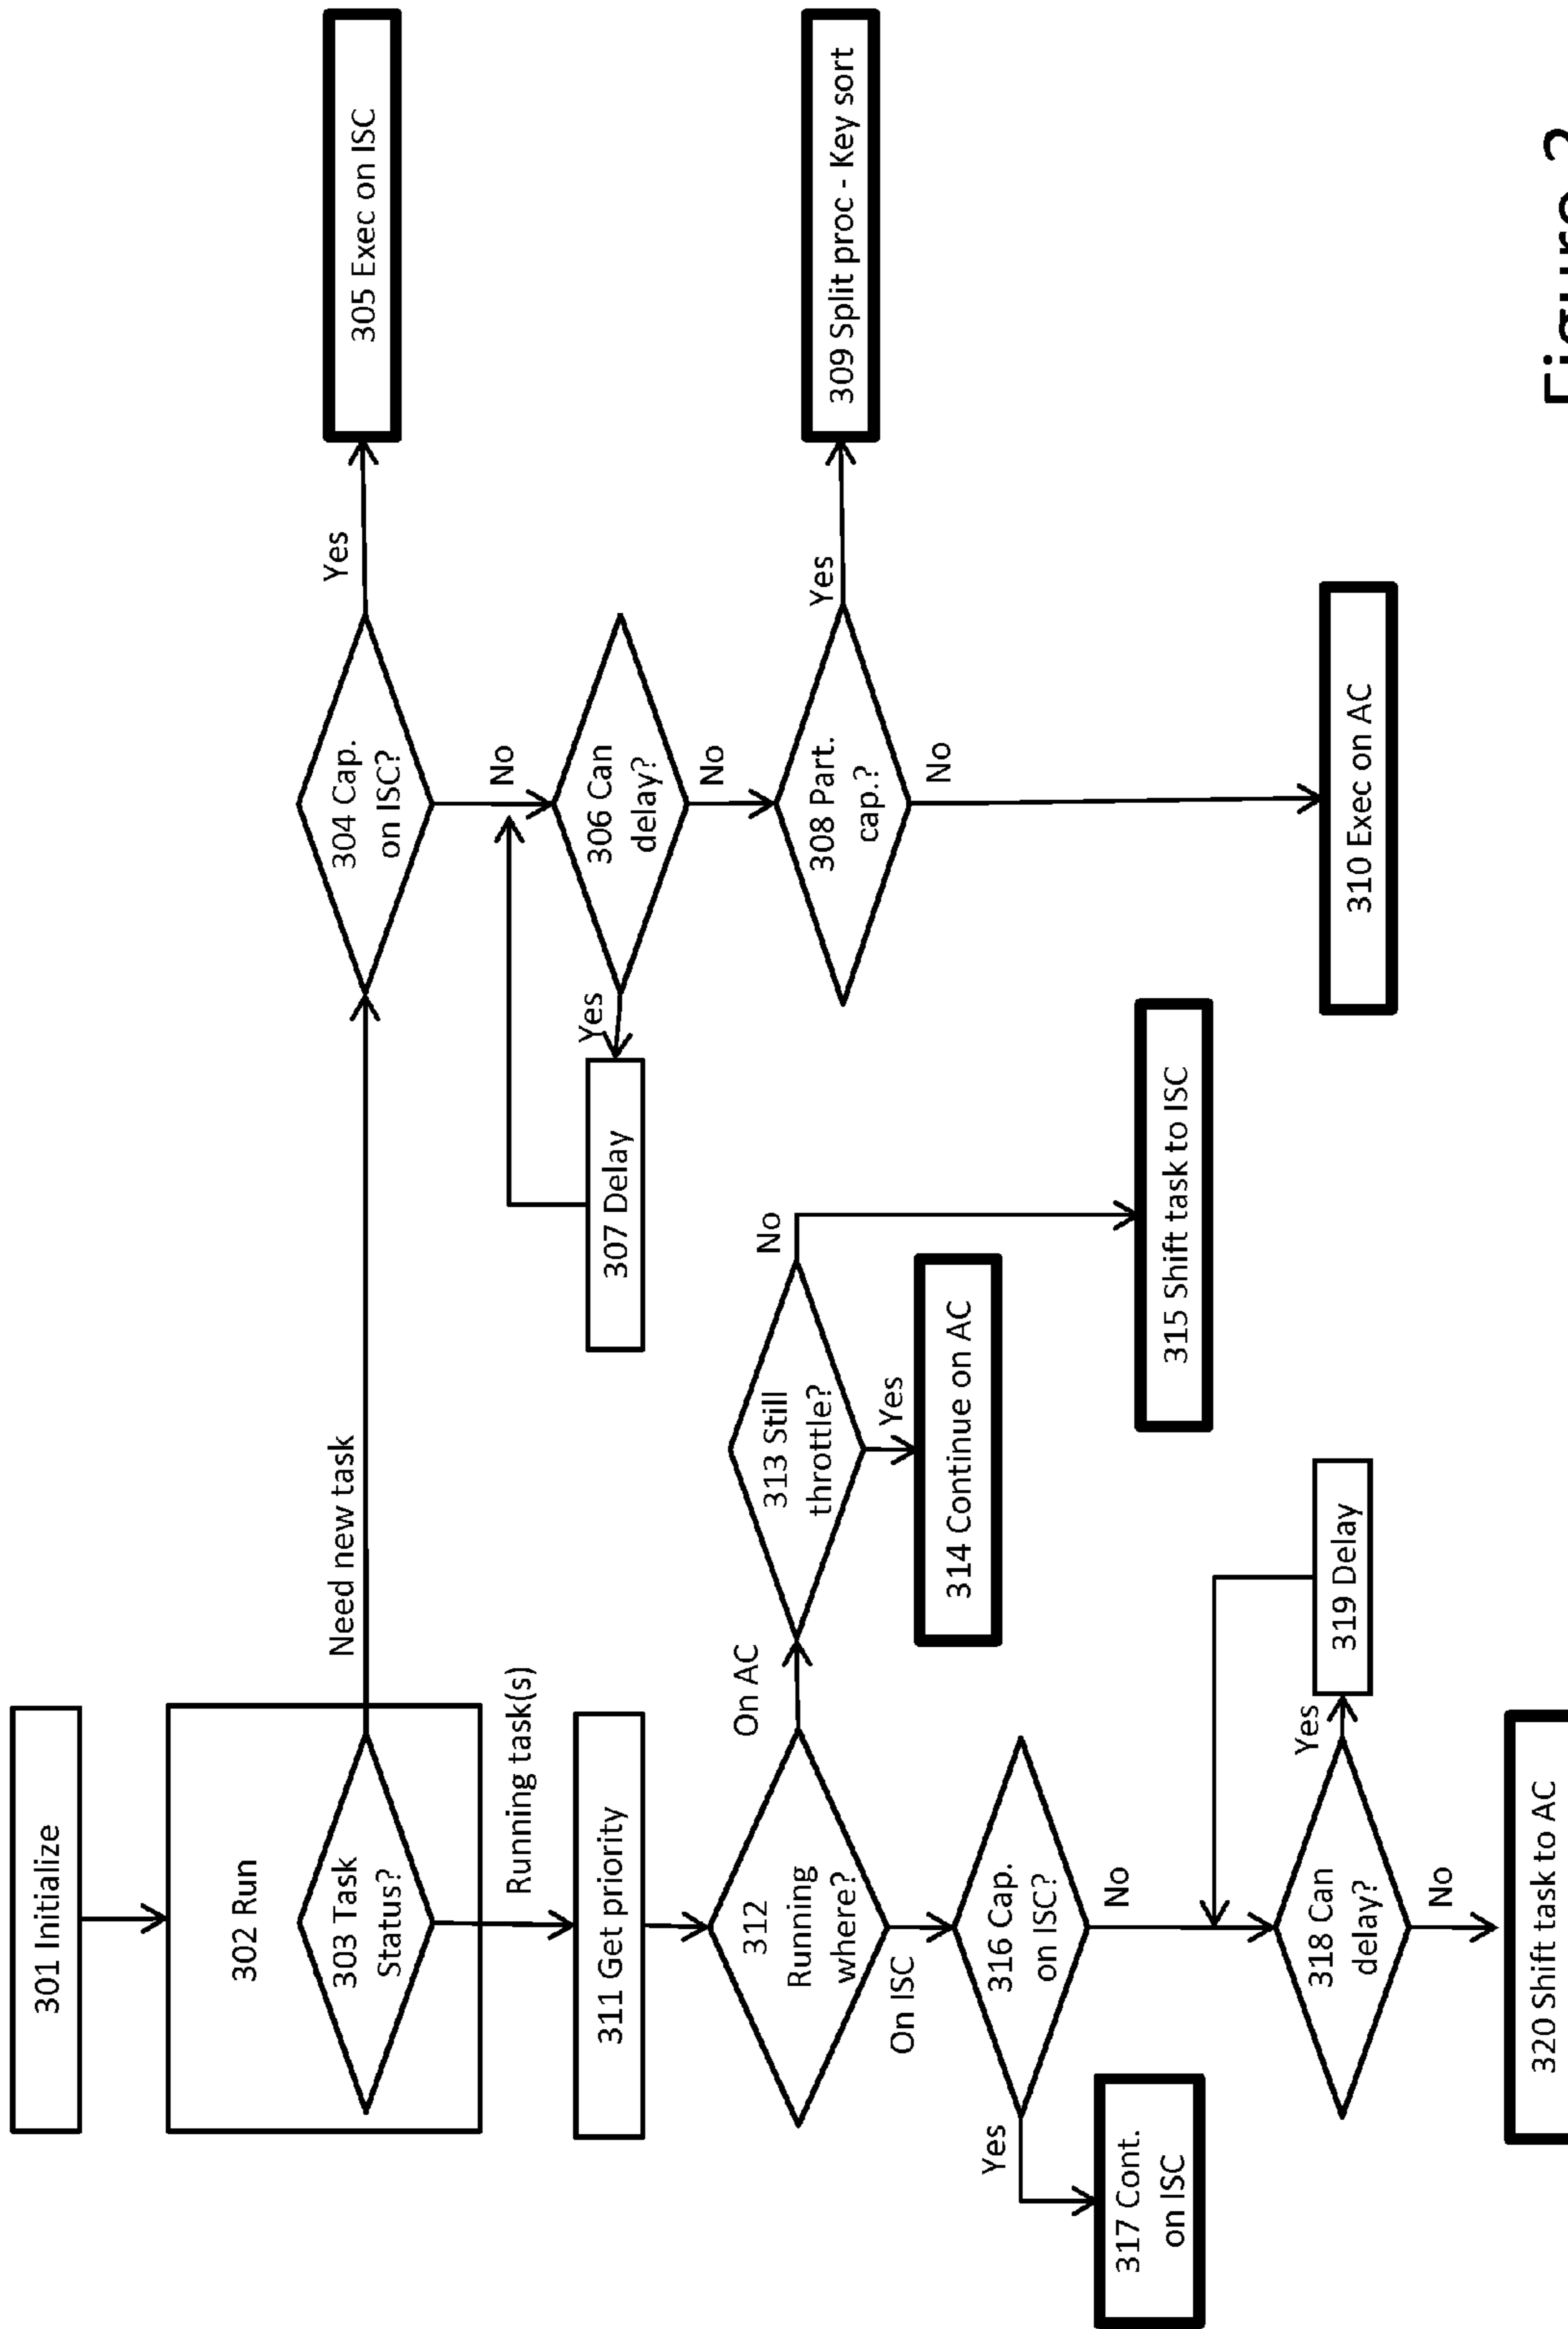 301 Initialize
302 Run
303 Task
Status?
Need new task
304 Cap.
on ISC?
Yes
305 Exec on ISC
No
306 Can
delay?
Yes
307 Delay
No
308 Part.
cap.?
Yes
309 Split proc - Key sort
No
310 Exec on AC
Running task(s)
311 Get priority
312
Running
where?
On AC
313 Still
throttle?
Yes
314 Continue on AC
No
315 Shift task to ISC
On ISC
316 Cap.
on ISC?
Yes
317 Cont.
on ISC
No
318 Can
delay?
Yes
319 Delay
No
320 Shift task to AC
Figure